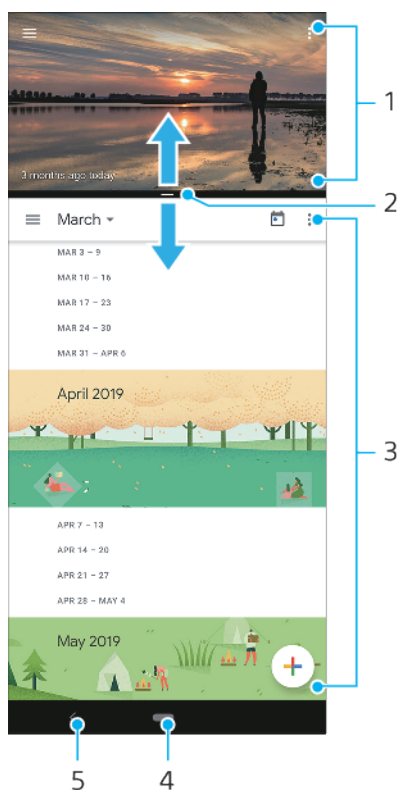 3 months ago today
1
2
March
MAR 3 – 9
MAR 10 – 16
MAR 17 – 23
MAR 24 – 30
MAR 31 – APR 6
April 2019
3
APR 7 – 13
APR 14 – 20
APR 21 – 27
APR 28 – MAY 4
May 2019
5
4